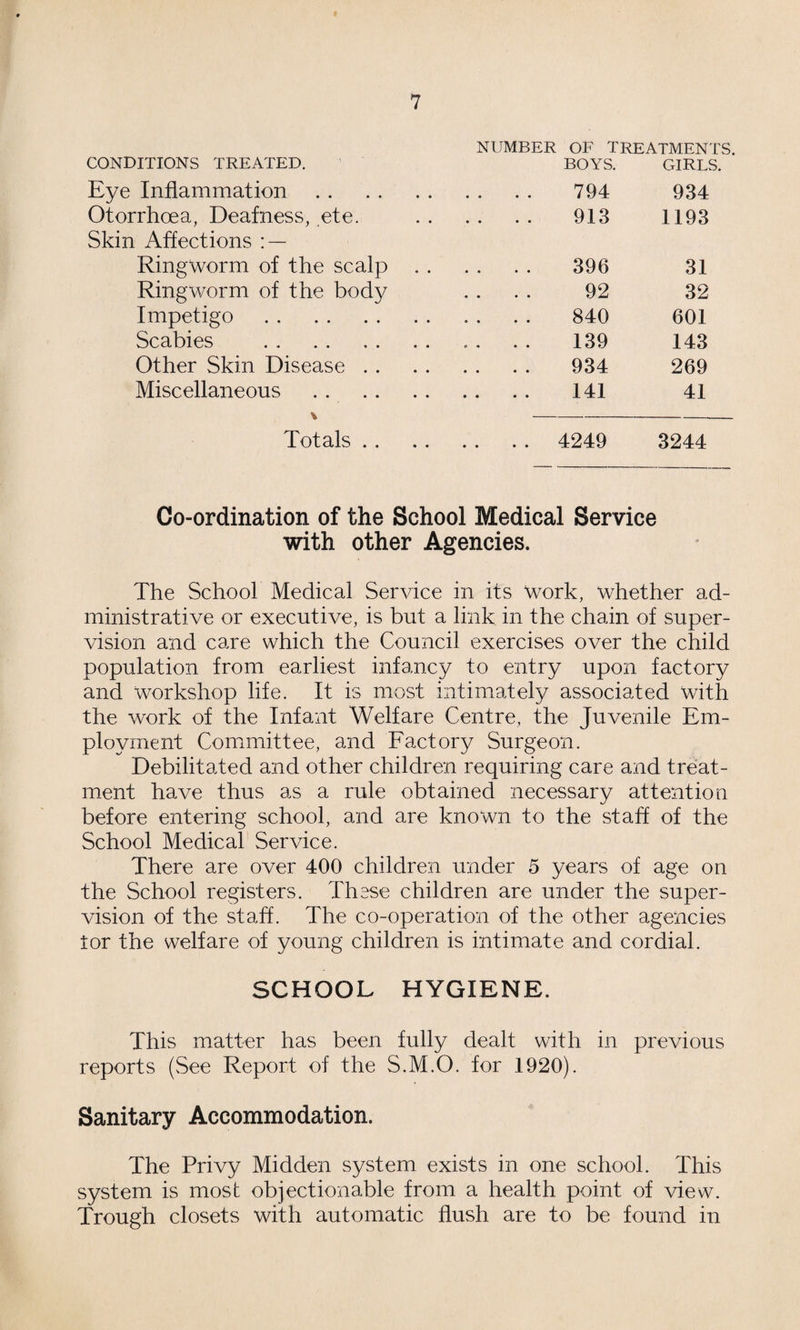 7
NUMBER OF TREATMENTS.
CONDITIONS TREATED. BOYS. GIRLS.
Eye Inflammation . . . . . . . . . . 794 934
Otorrhœa, Deafness, ete. . . . . . . 913 1193
Skin Affections : —
Ringworm of the scalp . . . . . . 396 31
Ringworm of the body . . . . 92 32
Impetigo . . . . . . . . . . . . 840 601
Scabies . . . . . . . . . . . . 139 143
Other Skin Disease . . . . . . . . 934 269
Miscellaneous . . . . . . . . . . 141 41
Totals . . . . . . . . 4249 3244
Co-ordination of the School Medical Service
with other Agencies.
The School Medical Service in its work, whether ad-
ministrative or executive, is but a link in the chain of super-
vision and care which the Council exercises over the child
population from earliest infancy to entry upon factory
and workshop life. It is most intimately associated with
the work of the Infant Welfare Centre, the Juvenile Em-
ployment Committee, and Factory Surgeon.
Debilitated and other children requiring care and treat-
ment have thus as a rule obtained necessary attention
before entering school, and are known to the staff of the
School Medical Service.
There are over 400 children under 5 years of age on
the School registers. These children are under the super-
vision of the staff. The co-operation of the other agencies
for the welfare of young children is intimate and cordial.
SCHOOL HYGIENE.
This matter has been fully dealt with in previous
reports (See Report of the S.M.O. for 1920).
Sanitary Accommodation.
The Privy Midden system exists in one school. This
system is most objectionable from a health point of view.
Trough closets with automatic flush are to be found in